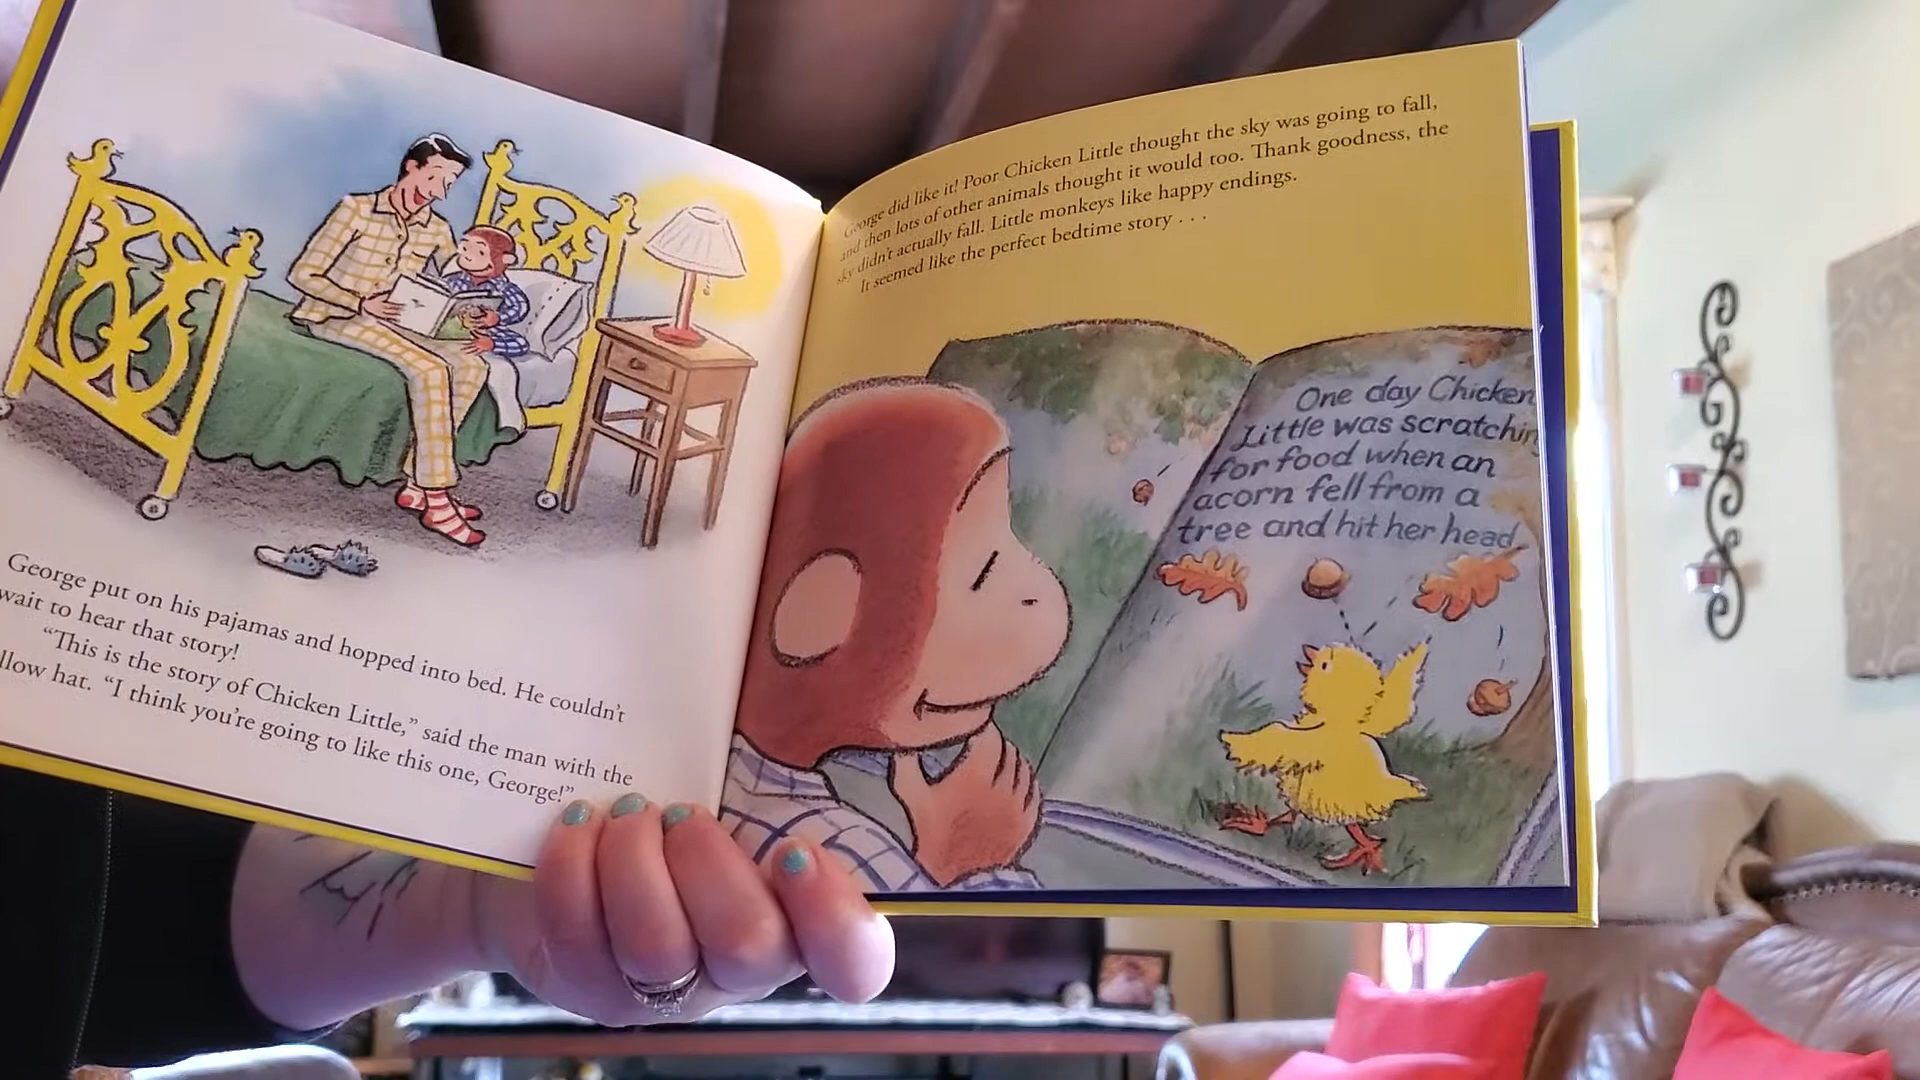 George put on his pajamas and hopped into bed. He couldn't
wait to hear that story!
"This is the story of Chicken Little," said the man with the
llow hat. "I think you're going to like this one, George!"
George did like it! Poor Chicken Little thought the sky was going to fall,
and then lots of other animals thought it would too. Thank goodness, the
sky didn't actually fall. Little monkeys like happy endings.
It seemed like the perfect bedtime story . . .
One day Chicken
Little was scratchin
for food when an
acorn fell from a
tree and hit her head